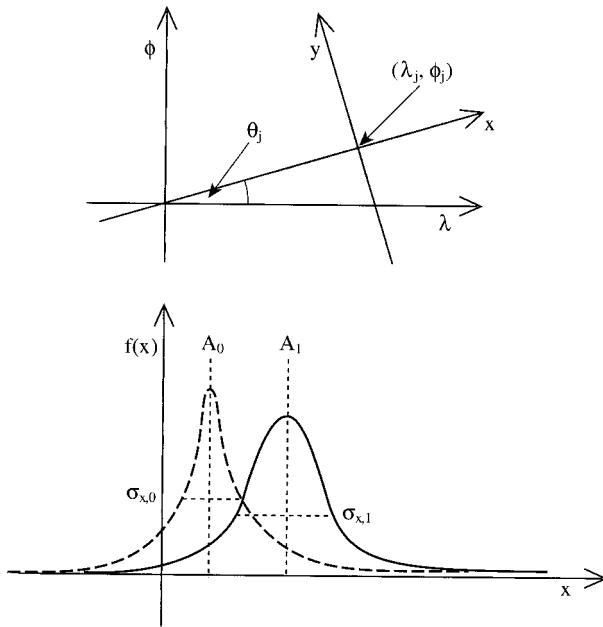 ϕ
y
(λⱼ, ϕⱼ)
x
θⱼ
λ
f(x)
A₀
A₁
σₓ,₀
σₓ,₁
x